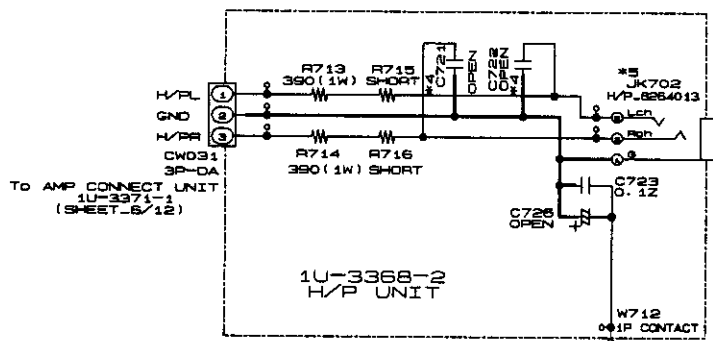 R713
390(1W)
R715
SHORT
*4
C721
OPEN
C722
OPEN
*4
*5
JK702
H/P_8264013
H/PL
1
GND
2
H/PR
3
Lch
Rch
G
CW031
3P-DA
R714
390(1W)
R716
SHORT
To AMP CONNECT UNIT
1U-3371-1
(SHEET_6/12)
C723
0.1Z
C726
OPEN
+
1U-3368-2
H/P UNIT
W712
1P CONTACT